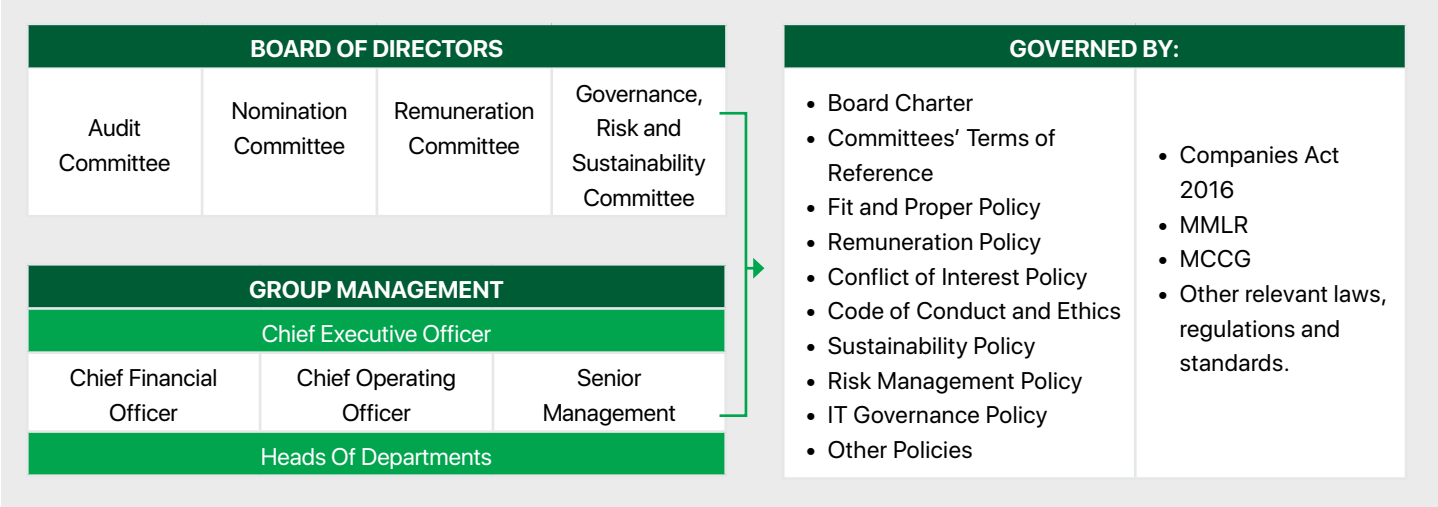 BOARD OF DIRECTORS
Audit
Committee
Nomination
Committee
Remuneration
Committee
Governance,
Risk and
Sustainability
Committee
GROUP MANAGEMENT
Chief Executive Officer
Chief Financial
Officer
Chief Operating
Officer
Senior
Management
Heads Of Departments
GOVERNED BY:
• Board Charter
• Committees’ Terms of
Reference
• Fit and Proper Policy
• Remuneration Policy
• Conflict of Interest Policy
• Code of Conduct and Ethics
• Sustainability Policy
• Risk Management Policy
• IT Governance Policy
• Other Policies
• Companies Act
2016
• MMLR
• MCCG
• Other relevant laws,
regulations and
standards.